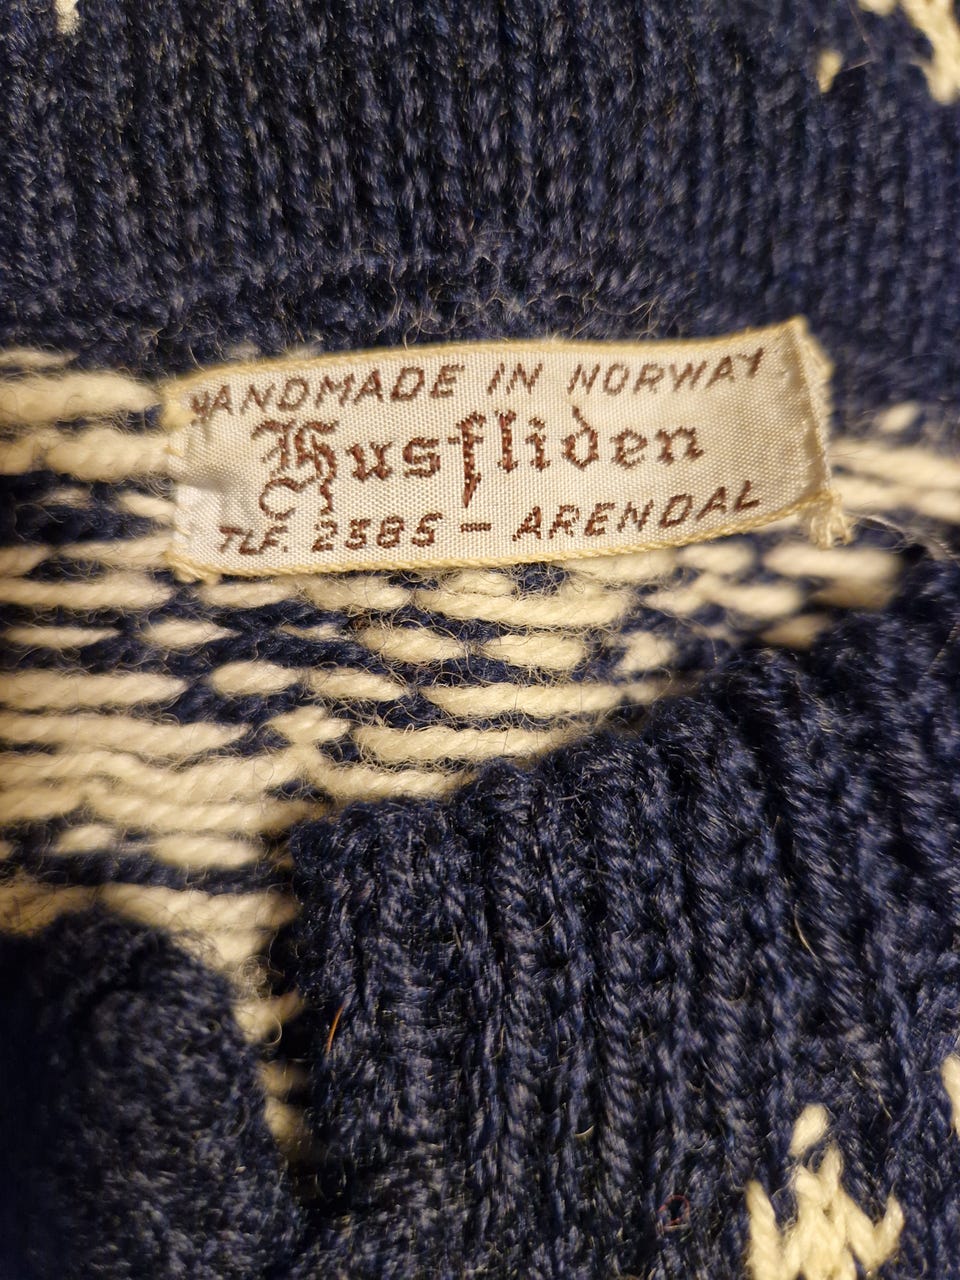 HANDMADE IN NORWAY
Husfliden
TLF. 2585 - ARENDAL